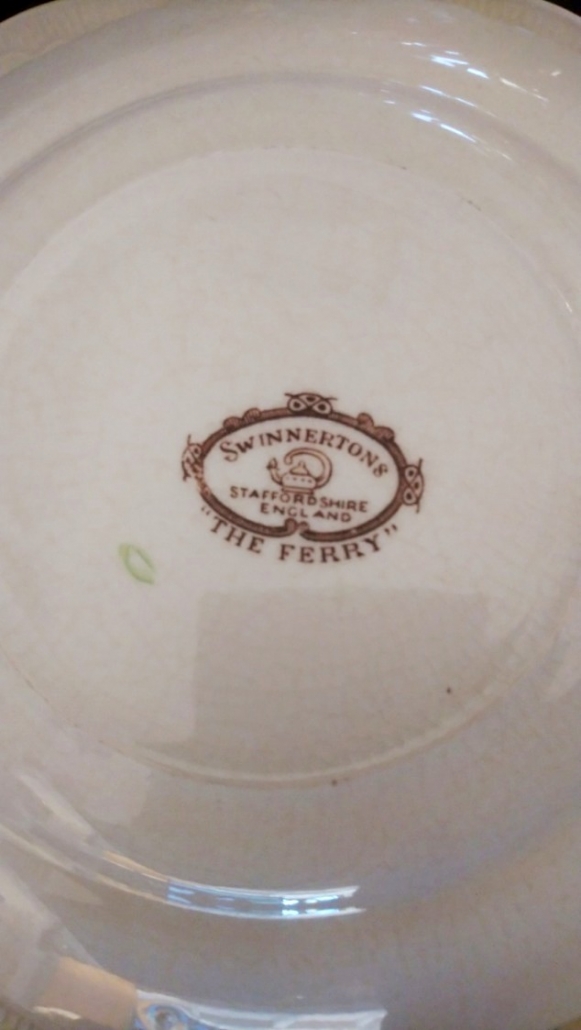 SWINNERTONS
STAFFORDSHIRE
ENGLAND
"THE FERRY"